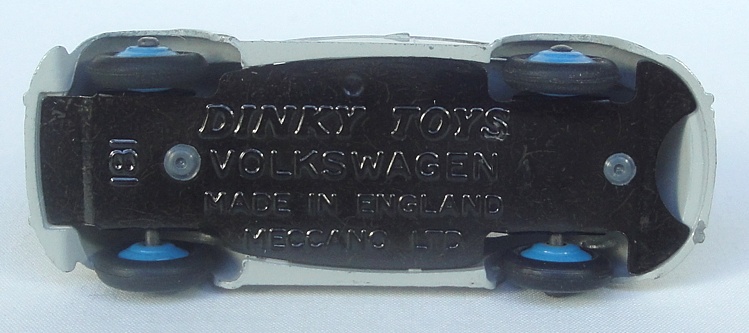 DINKY TOYS
181
VOLKSWAGEN
MADE IN ENGLAND
MECCANO LTD